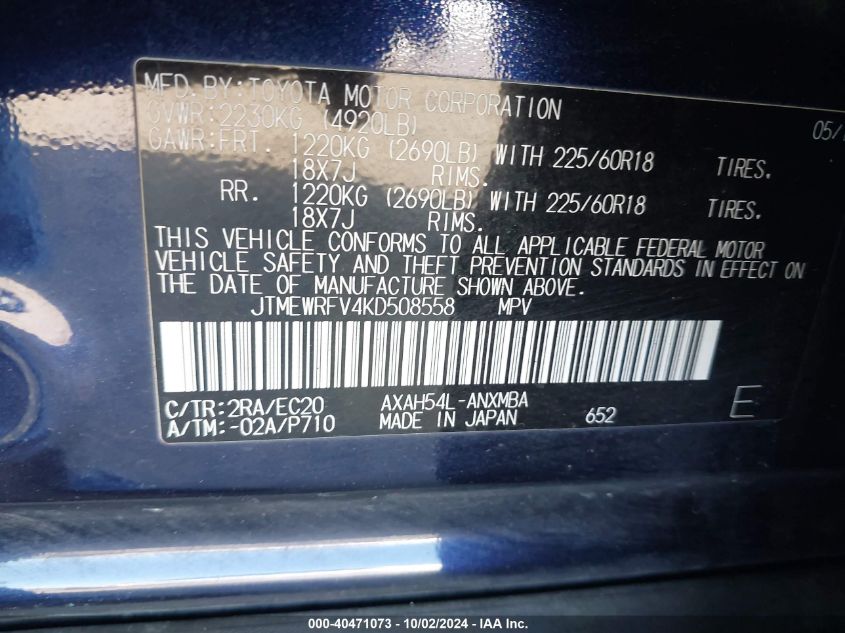 MFD. BY: TOYOTA MOTOR CORPORATION
GVWR: 2230KG (4920LB) 05/
GAWR: FRT. 1220KG (2690LB) WITH 225/60R18 TIRES.
18X7J RIMS.
RR. 1220KG (2690LB) WITH 225/60R18 TIRES.
18X7J RIMS.
THIS VEHICLE CONFORMS TO ALL APPLICABLE FEDERAL MOTOR
VEHICLE SAFETY AND THEFT PREVENTION STANDARDS IN EFFECT ON
THE DATE OF MANUFACTURE SHOWN ABOVE.
JTMEWRFV4KD508558 MPV
C/TR: 2RA/EC20 AXAH54L-ANXMBA
A/TM: -02A/P710 MADE IN JAPAN 652 E
000-40471073 - 10/02/2024 - IAA Inc.